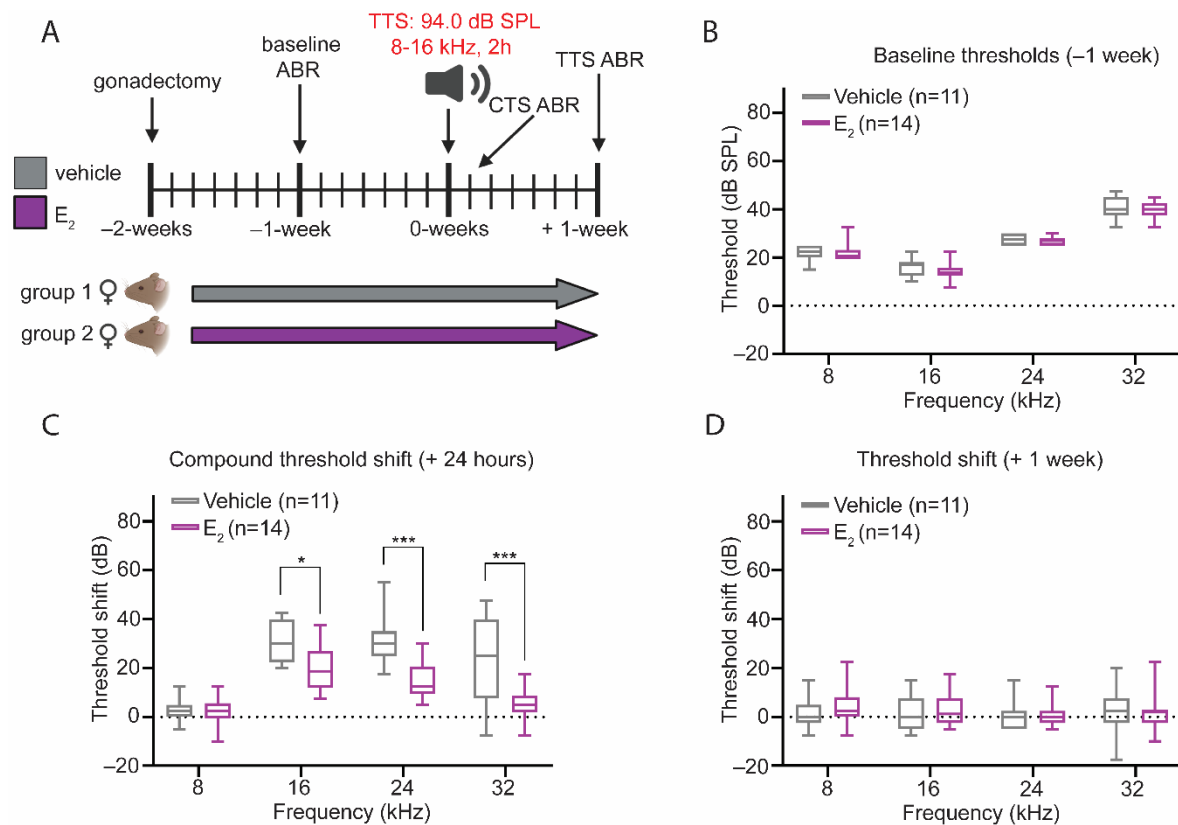 A
TTS: 94.0 dB SPL
8-16 kHz, 2h
baseline
ABR
TTS ABR
gonadectomy
CTS ABR
vehicle
E₂
–2-weeks
–1-week
0-weeks
+ 1-week
group 1 ♀
group 2 ♀
B
Baseline thresholds (–1 week)
Vehicle (n=11)
E₂ (n=14)
Threshold (dB SPL)
80
60
40
20
0
–20
8
16
24
32
Frequency (kHz)
C
Compound threshold shift (+ 24 hours)
Vehicle (n=11)
E₂ (n=14)
Threshold shift (dB)
80
60
40
20
0
–20
*
***
***
8
16
24
32
Frequency (kHz)
D
Threshold shift (+ 1 week)
Vehicle (n=11)
E₂ (n=14)
Threshold shift (dB)
80
60
40
20
0
–20
8
16
24
32
Frequency (kHz)